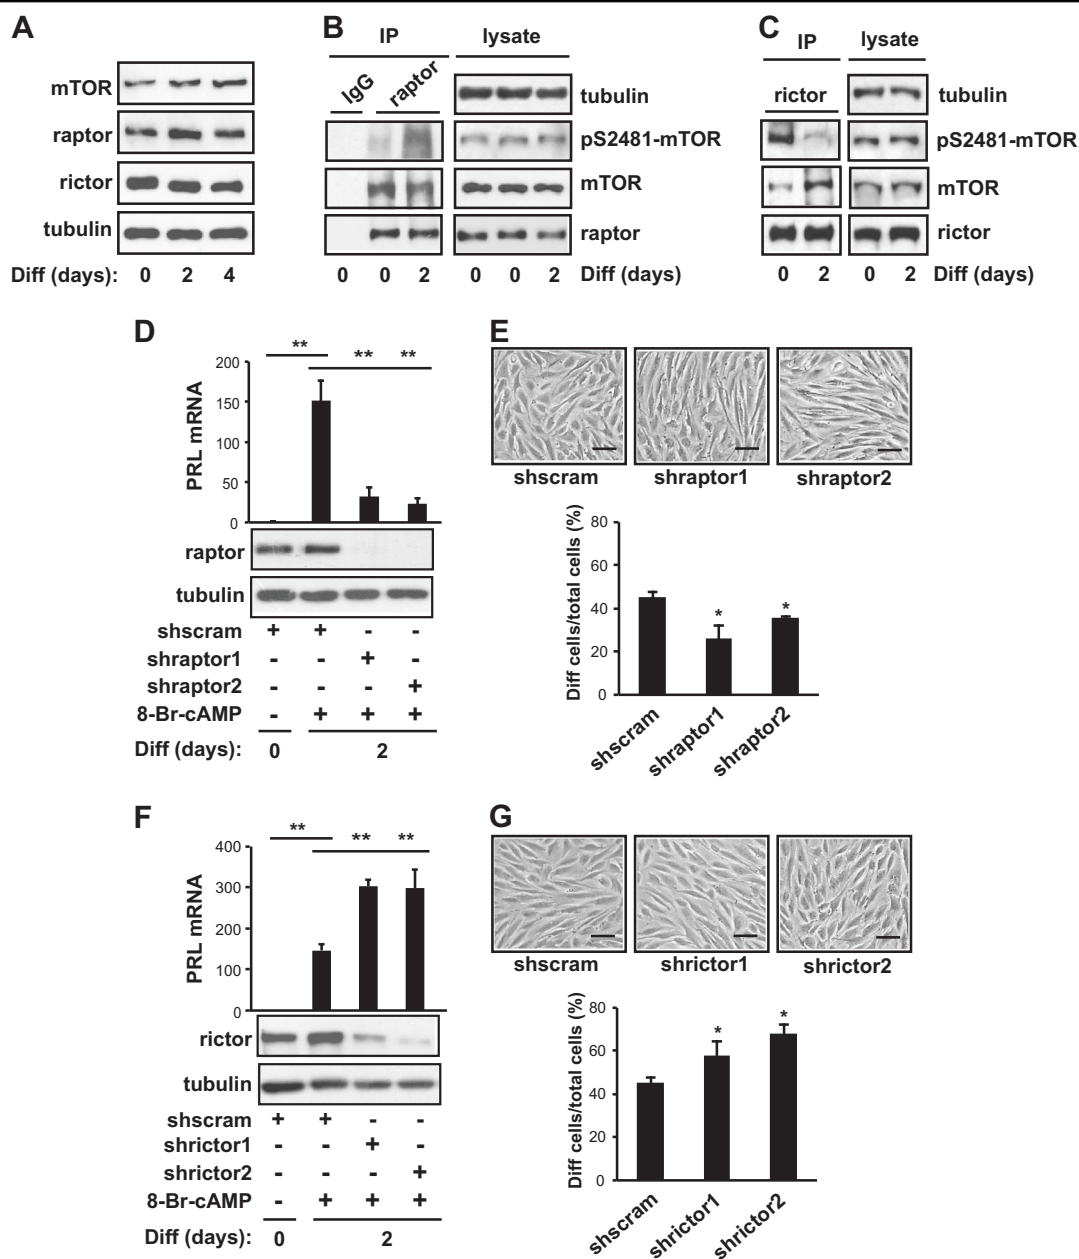 A
mTOR
raptor
rictor
tubulin
Diff (days): 0 2 4
B
IP lysate
IgG raptor
tubulin
pS2481-mTOR
mTOR
raptor
0 0 2 0 0 2 Diff (days)
C
IP lysate
rictor
tubulin
pS2481-mTOR
mTOR
rictor
0 2 0 2 Diff (days)
D
** ** **
PRL mRNA
200
150
100
50
0
raptor
tubulin
shscram + + - -
shraptor1 - - + -
shraptor2 - - - +
8-Br-cAMP - + + +
Diff (days): 0 2
E
shscram shraptor1 shraptor2
Diff cells/total cells (%)
80
60
40
20
0
* *
shscram shraptor1 shraptor2
F
** ** **
PRL mRNA
400
300
200
100
0
rictor
tubulin
shscram + + - -
shrictor1 - - + -
shrictor2 - - - +
8-Br-cAMP - + + +
Diff (days): 0 2
G
shscram shrictor1 shrictor2
Diff cells/total cells (%)
80
60
40
20
0
* *
shscram shrictor1 shrictor2